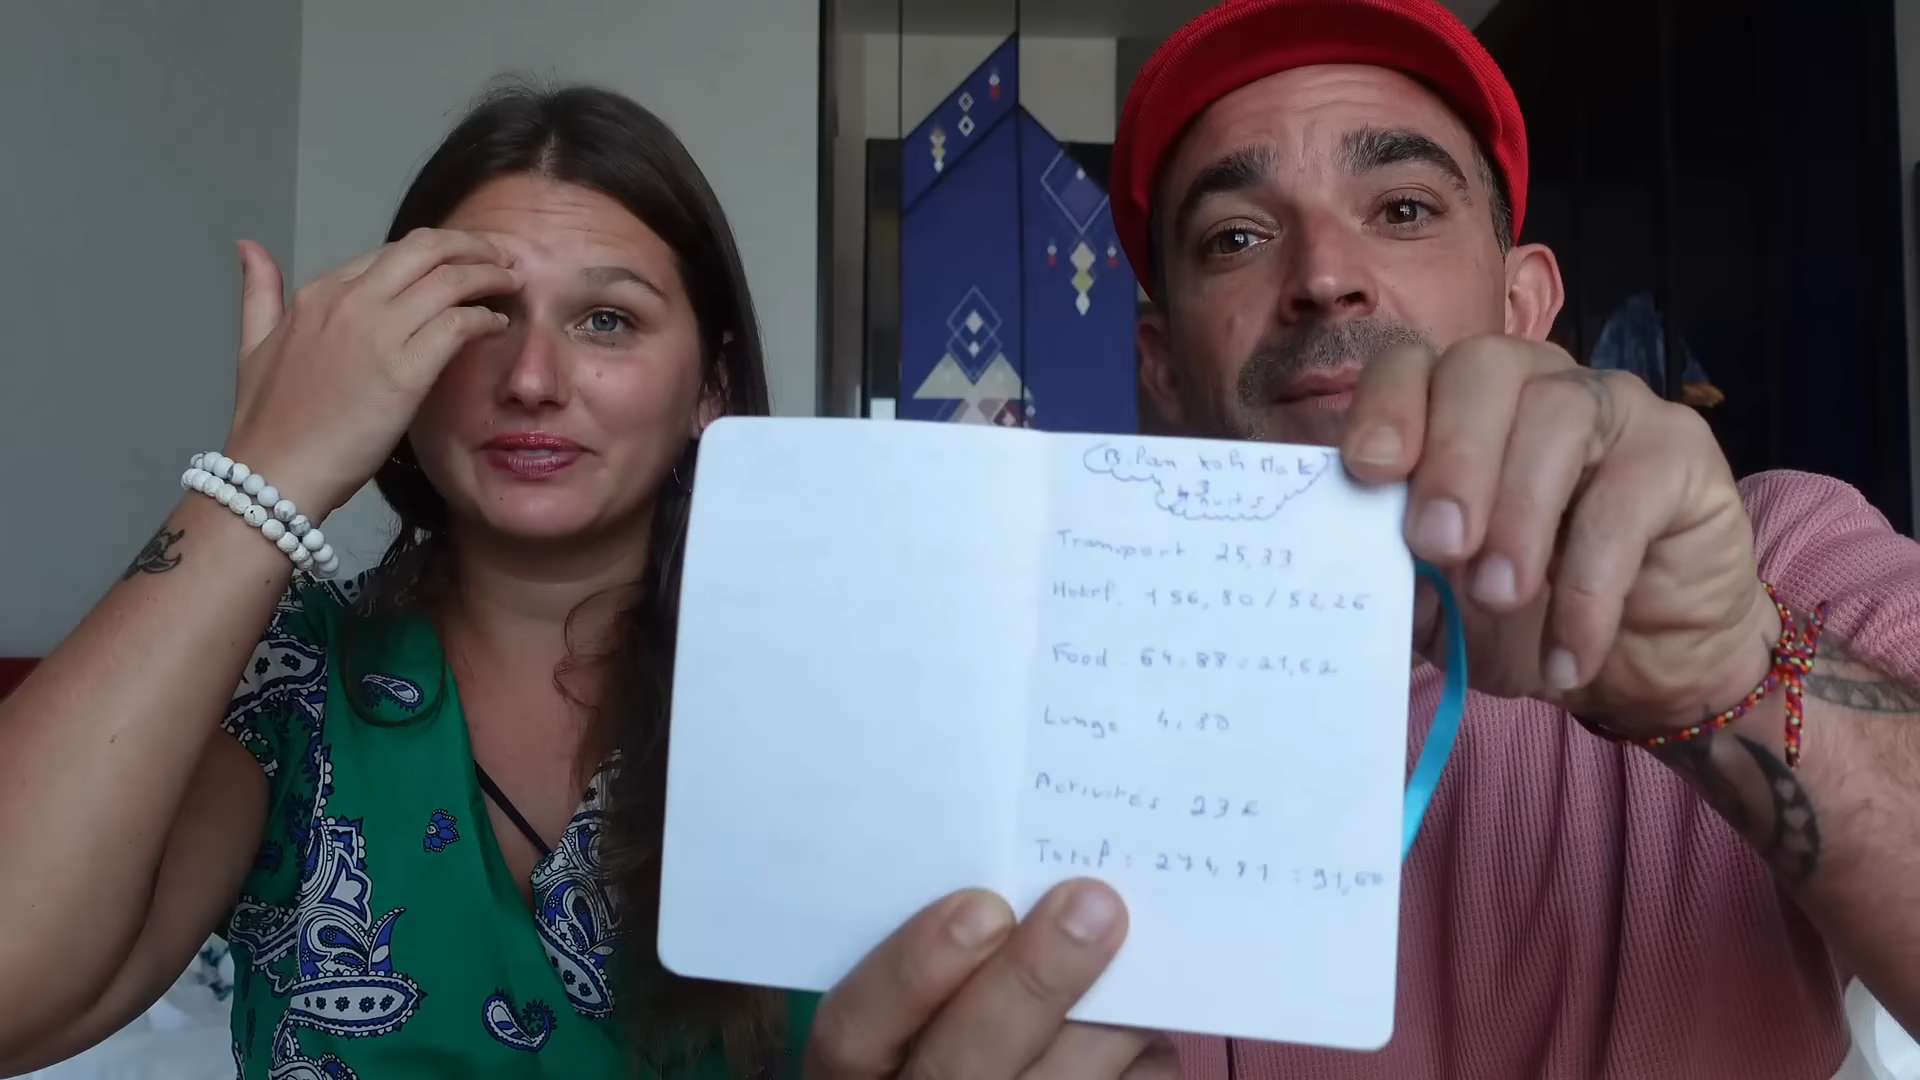 Bilan Koh Mak
3 nuits
Transport. 25,33
Hotel. 156,80 / 52,26
Food. 64.88 = 21,62
Linge 4,80
Activités. 23€
Total : 274,81 = 91,60